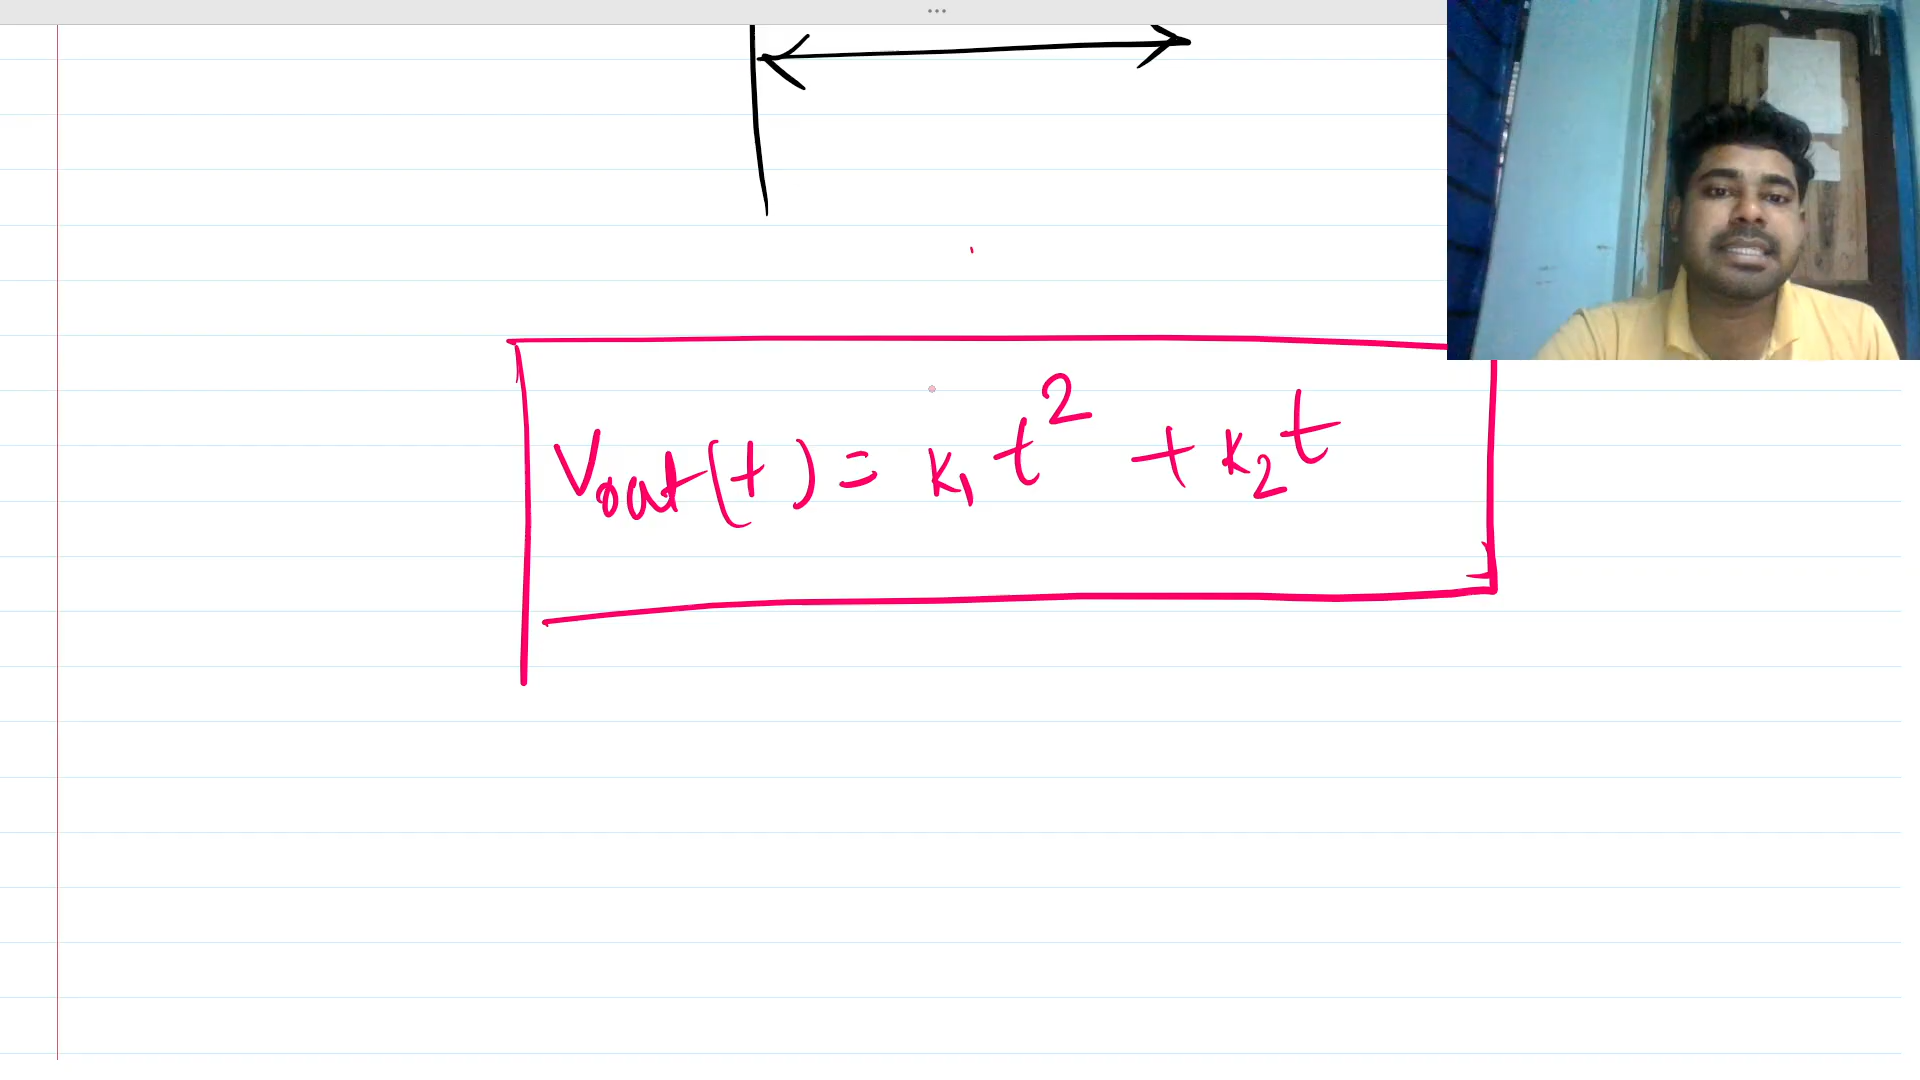 Vout(t) = k₁t² + k₂t